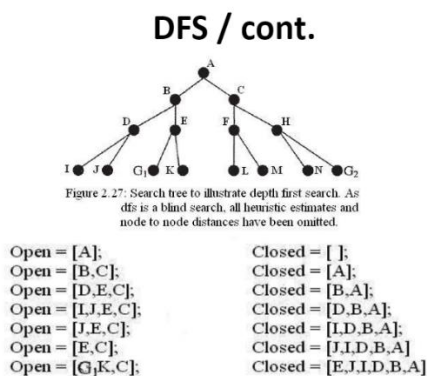 DFS / cont.
A
B C
D E F H
I J G₁ K L M N G₂
Figure 2.27: Search tree to illustrate depth first search. As
dfs is a blind search, all heuristic estimates and
node to node distances have been omitted.
Open = [A]; Closed = [ ];
Open = [B,C]; Closed = [A];
Open = [D,E,C]; Closed = [B,A];
Open = [I,J,E,C]; Closed = [D,B,A];
Open = [J,E,C]; Closed = [I,D,B,A];
Open = [E,C]; Closed = [J,I,D,B,A]
Open = [G₁K,C]; Closed = [E,J,I,D,B,A]